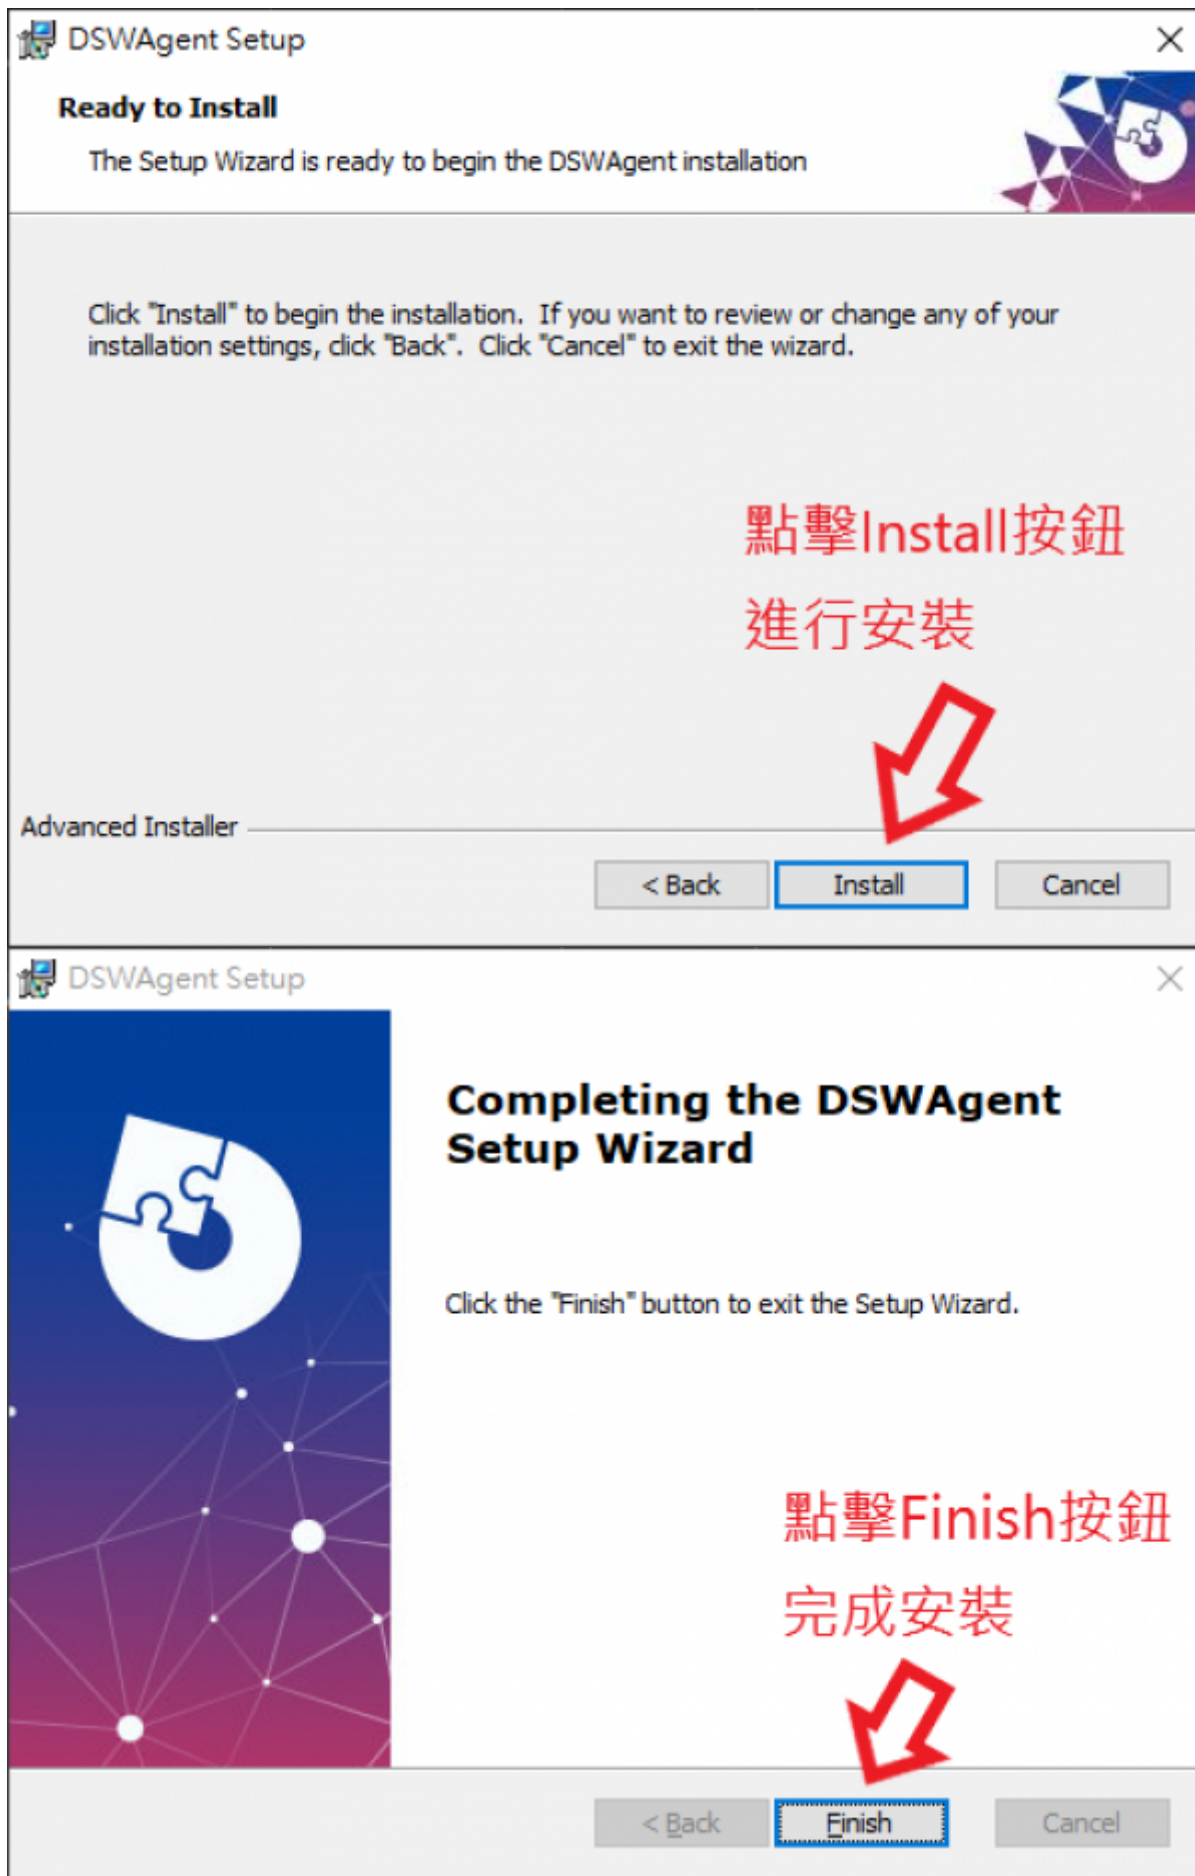 DSWAgent Setup
Ready to Install
The Setup Wizard is ready to begin the DSWAgent installation
Click "Install" to begin the installation.  If you want to review or change any of your
installation settings, click "Back".  Click "Cancel" to exit the wizard.
點擊Install按鈕
進行安裝
Advanced Installer
< Back
Install
Cancel
DSWAgent Setup
Completing the DSWAgent
Setup Wizard
Click the "Finish" button to exit the Setup Wizard.
點擊Finish按鈕
完成安裝
< Back
Finish
Cancel